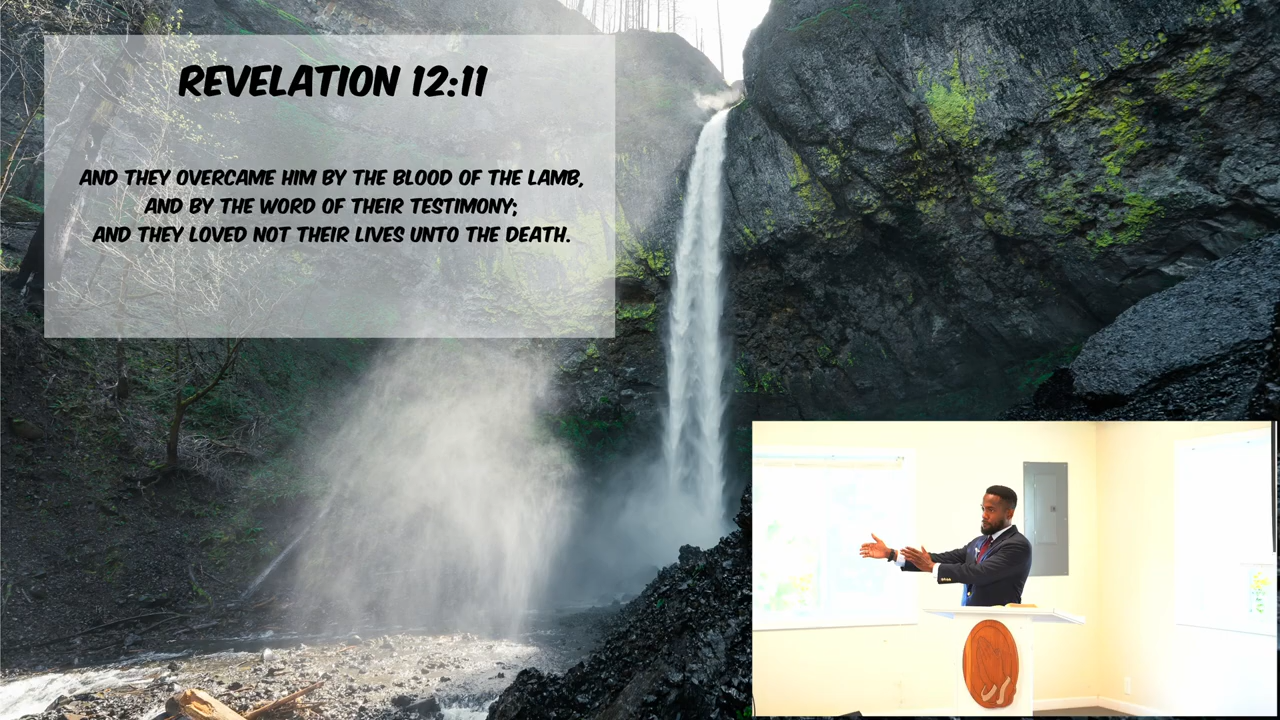 REVELATION 12:11
AND THEY OVERCAME HIM BY THE BLOOD OF THE LAMB,
AND BY THE WORD OF THEIR TESTIMONY;
AND THEY LOVED NOT THEIR LIVES UNTO THE DEATH.